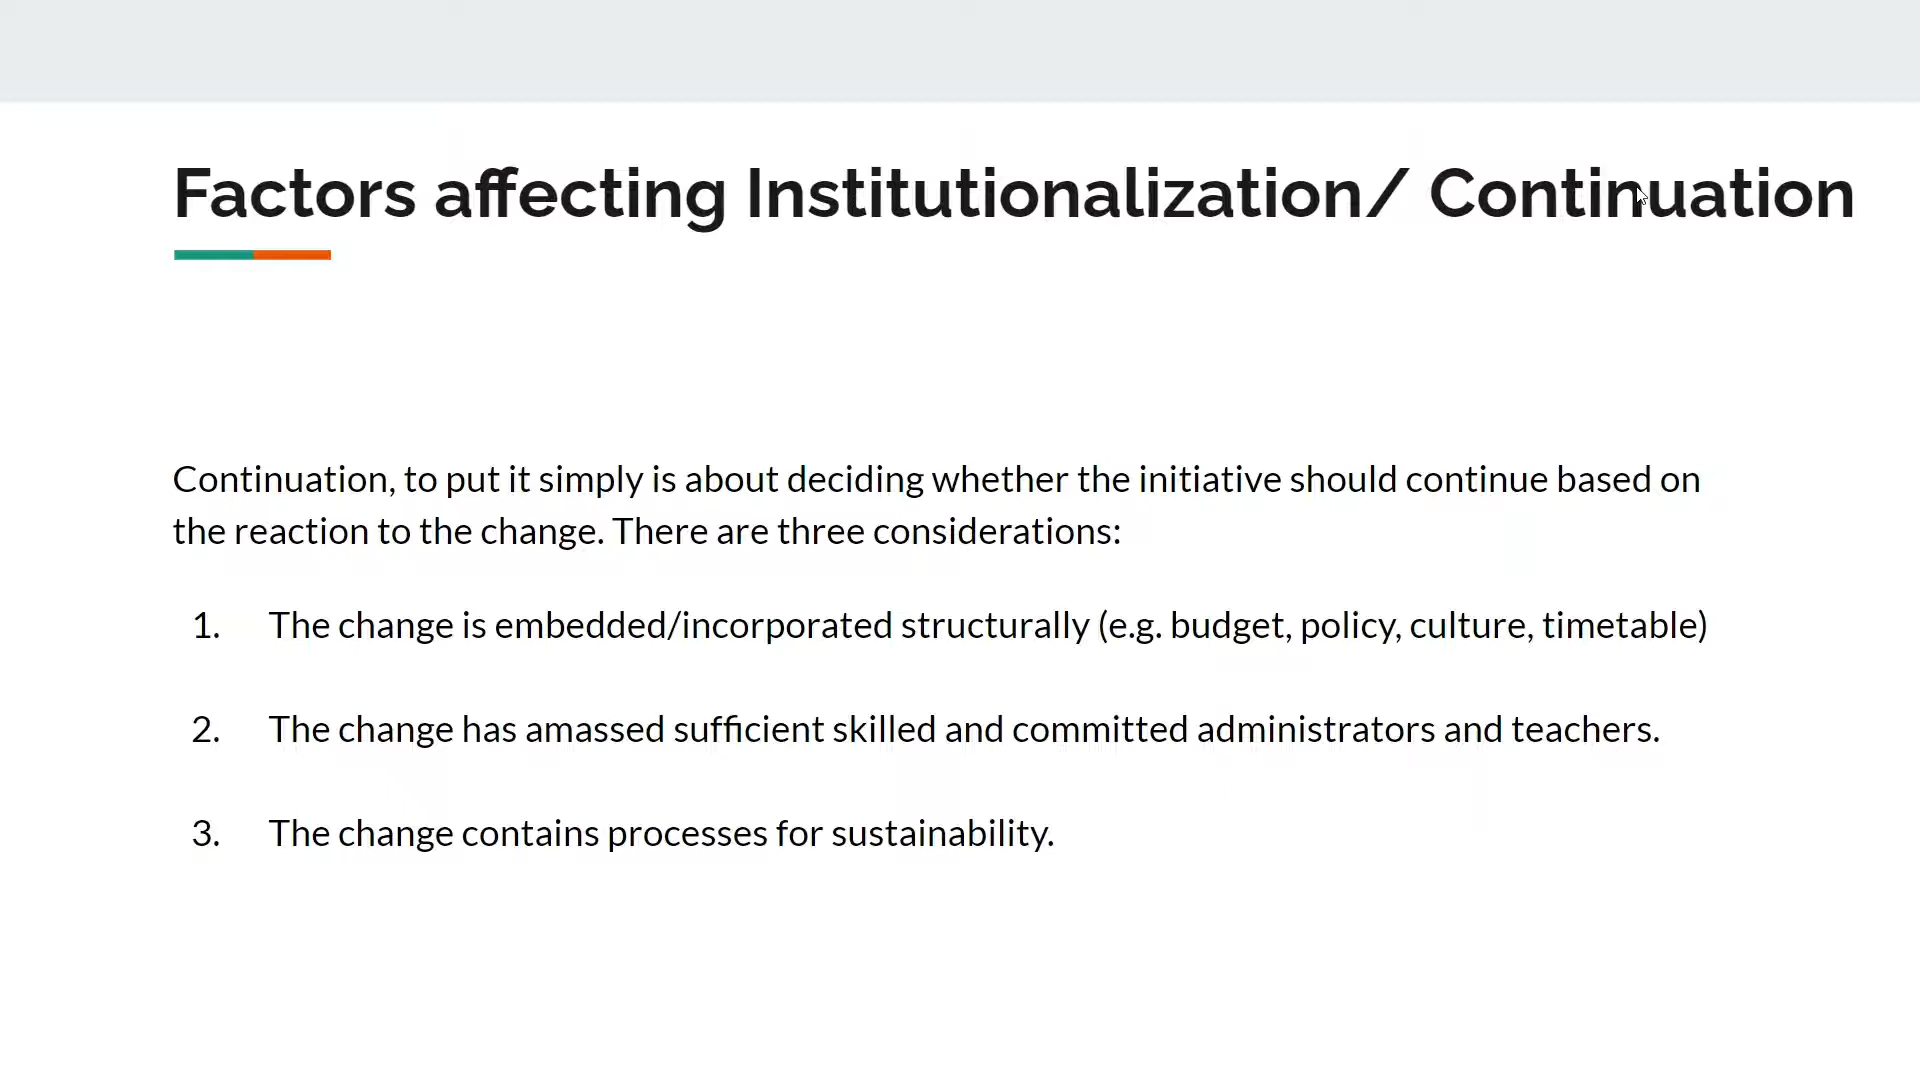 Factors affecting Institutionalization/ Continuation
Continuation, to put it simply is about deciding whether the initiative should continue based on
the reaction to the change. There are three considerations:
1. The change is embedded/incorporated structurally (e.g. budget, policy, culture, timetable)
2. The change has amassed sufficient skilled and committed administrators and teachers.
3. The change contains processes for sustainability.